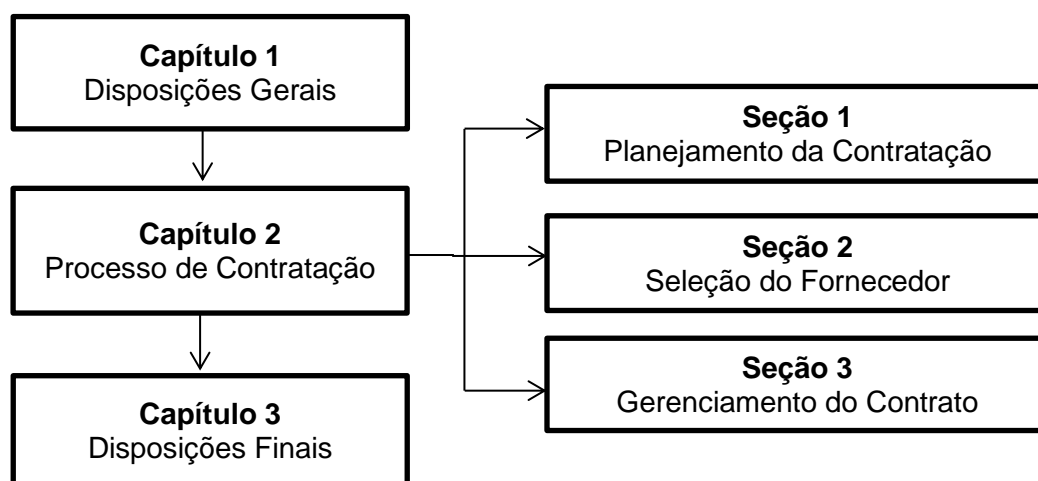 Capítulo 1
Disposições Gerais
Capítulo 2
Processo de Contratação
Capítulo 3
Disposições Finais
Seção 1
Planejamento da Contratação
Seção 2
Seleção do Fornecedor
Seção 3
Gerenciamento do Contrato